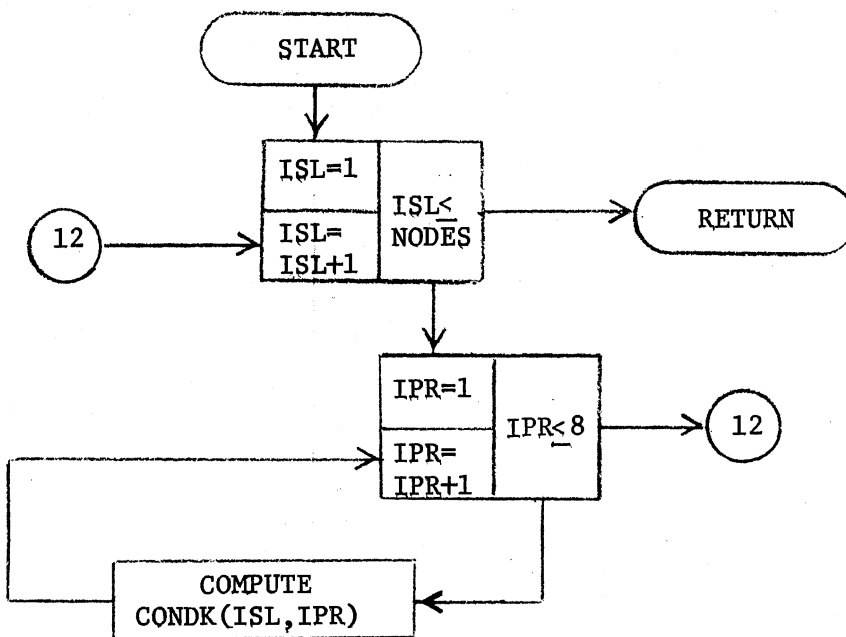 START
ISL=1
ISL≤
NODES
RETURN
12
ISL=
ISL+1
IPR=1
IPR≤8
12
IPR=
IPR+1
COMPUTE
CONDK(ISL,IPR)